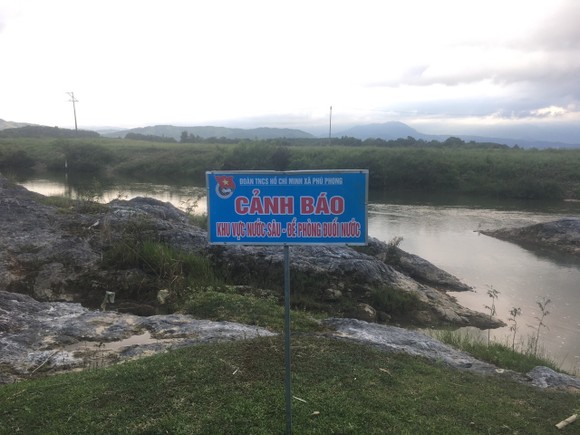 ĐOÀN TNCS HỒ CHÍ MINH XÃ PHÚ PHONG
CẢNH BÁO
KHU VỰC NƯỚC SÂU - ĐỀ PHÒNG ĐUỐI NƯỚC